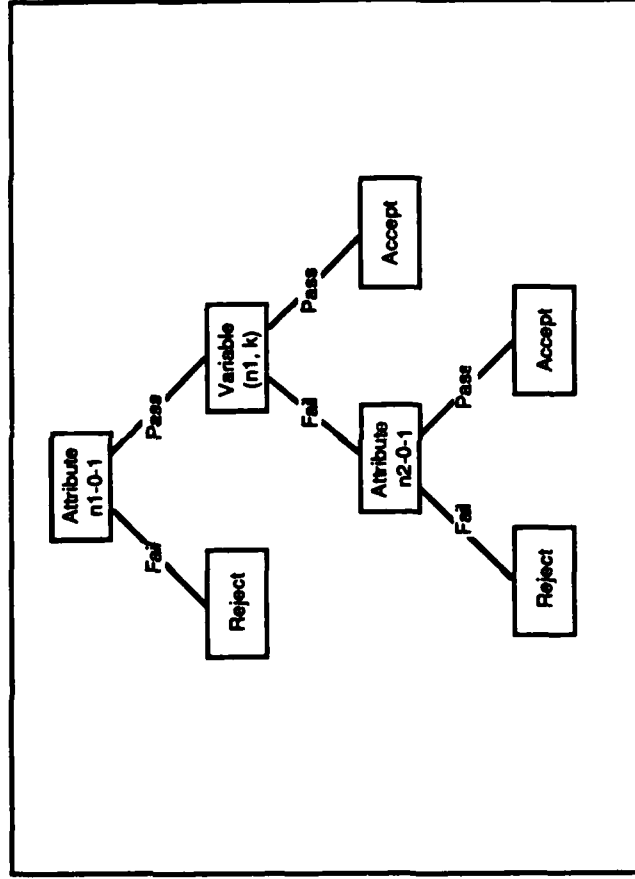 Attribute
n1-0-1
Fail
Pass
Reject
Variable
(n1, k)
Fail
Pass
Attribute
n2-0-1
Accept
Fail
Pass
Reject
Accept